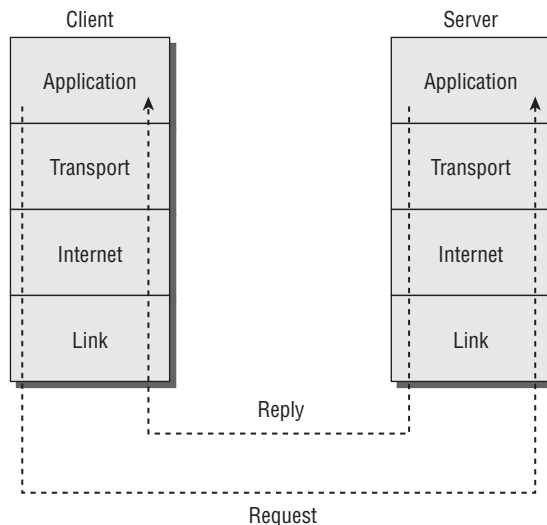 Client
Server
Application
Application
Transport
Transport
Internet
Internet
Link
Link
Reply
Request